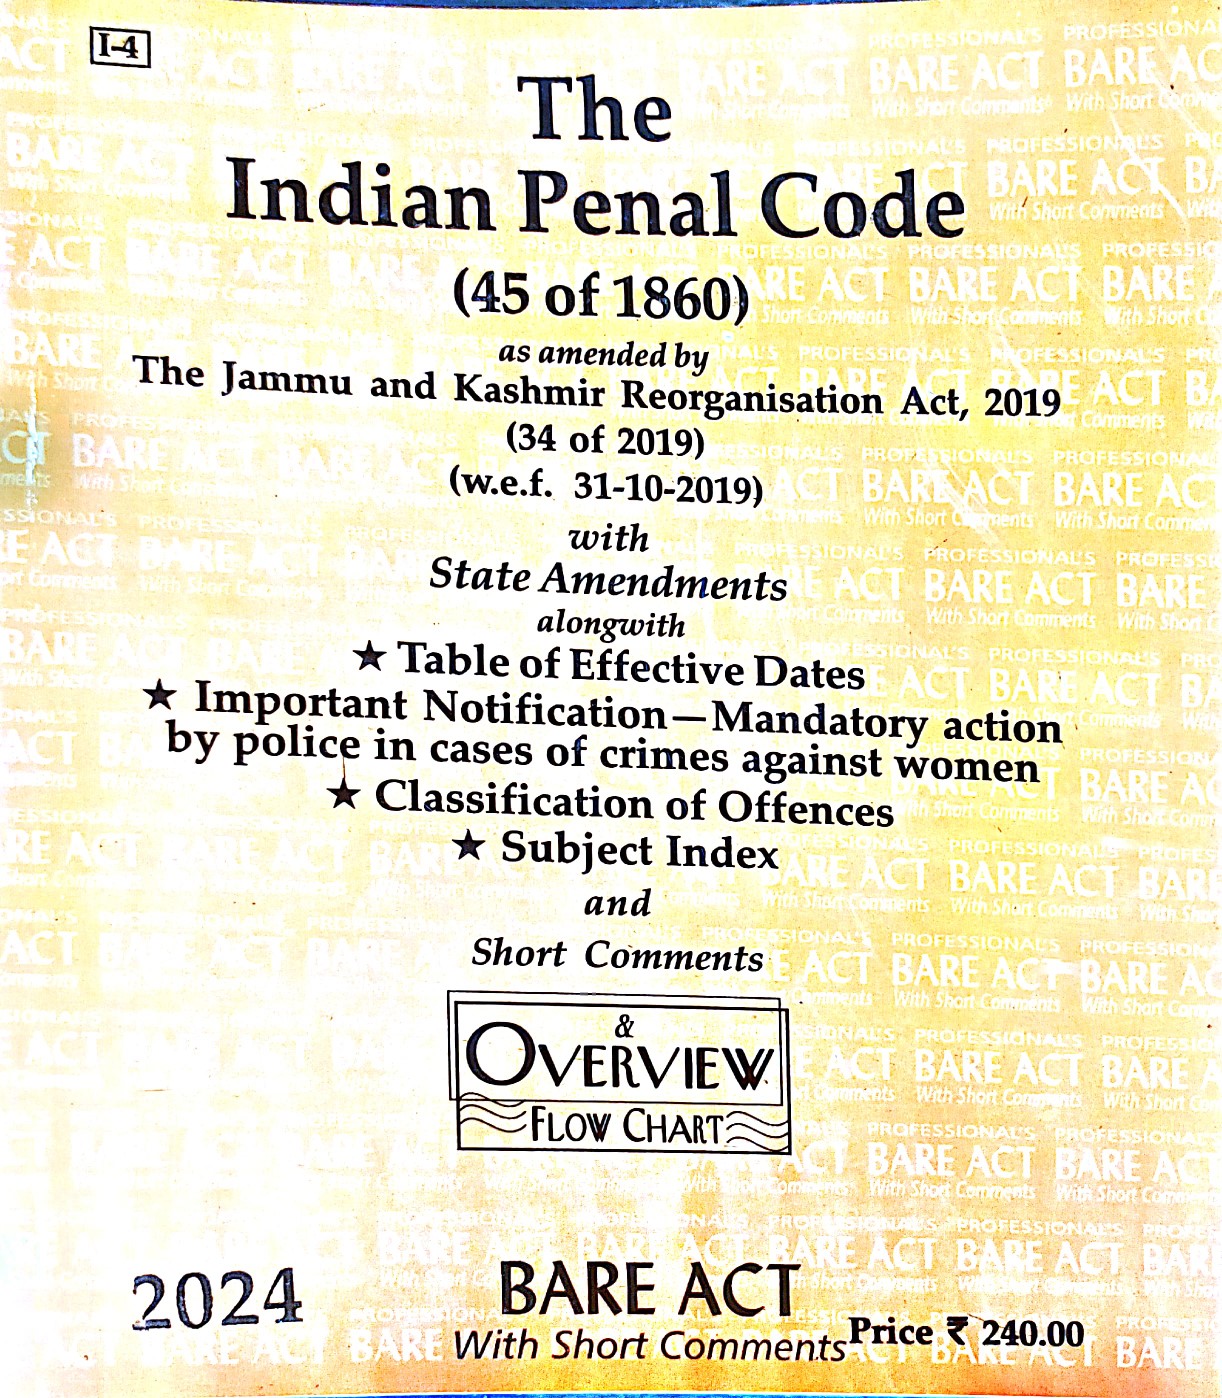 I-4
The
Indian Penal Code
(45 of 1860)
as amended by
The Jammu and Kashmir Reorganisation Act, 2019
(34 of 2019)
(w.e.f. 31-10-2019)
with
State Amendments
alongwith
★ Table of Effective Dates
★ Important Notification—Mandatory action
by police in cases of crimes against women
★ Classification of Offences
★ Subject Index
and
Short Comments
&
OVERVIEW
FLOW CHART
2024
BARE ACT
With Short Comments
Price ₹ 240.00